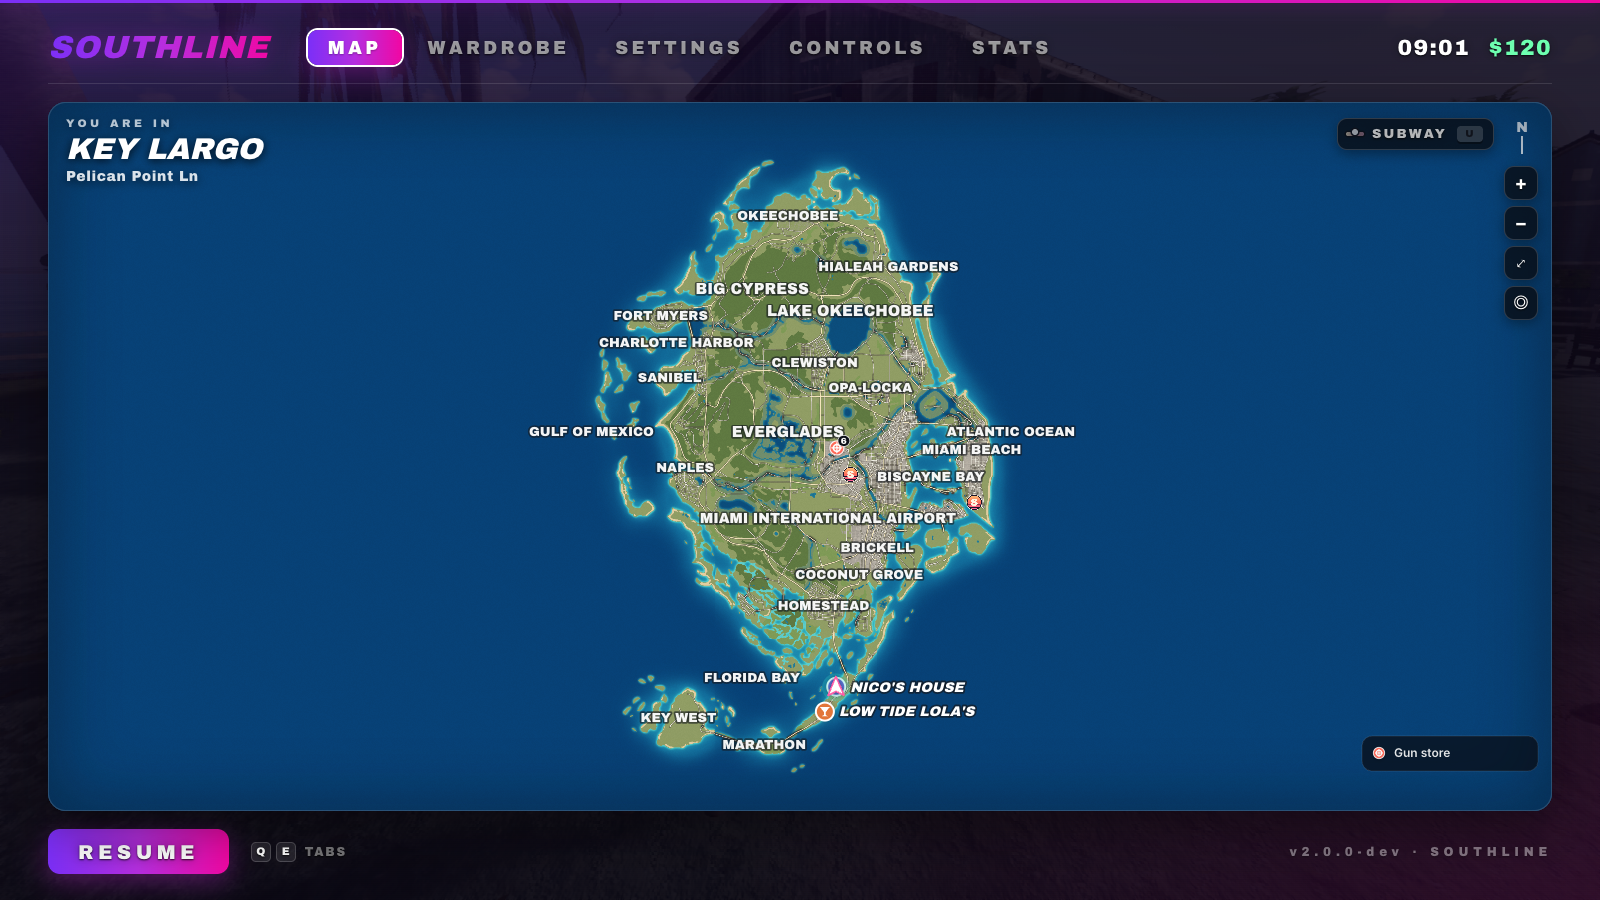 SOUTHLINE
MAP
WARDROBE
SETTINGS
CONTROLS
STATS
09:01 $120
YOU ARE IN
KEY LARGO
Pelican Point Ln
SUBWAY U
N
+
−
OKEECHOBEE
HIALEAH GARDENS
BIG CYPRESS
LAKE OKEECHOBEE
FORT MYERS
CHARLOTTE HARBOR
CLEWISTON
SANIBEL
OPA-LOCKA
GULF OF MEXICO
EVERGLADES
6
ATLANTIC OCEAN
MIAMI BEACH
NAPLES
S
BISCAYNE BAY
S
MIAMI INTERNATIONAL AIRPORT
BRICKELL
COCONUT GROVE
HOMESTEAD
FLORIDA BAY
NICO'S HOUSE
LOW TIDE LOLA'S
KEY WEST
MARATHON
Gun store
RESUME
Q E TABS
v2.0.0-dev · SOUTHLINE